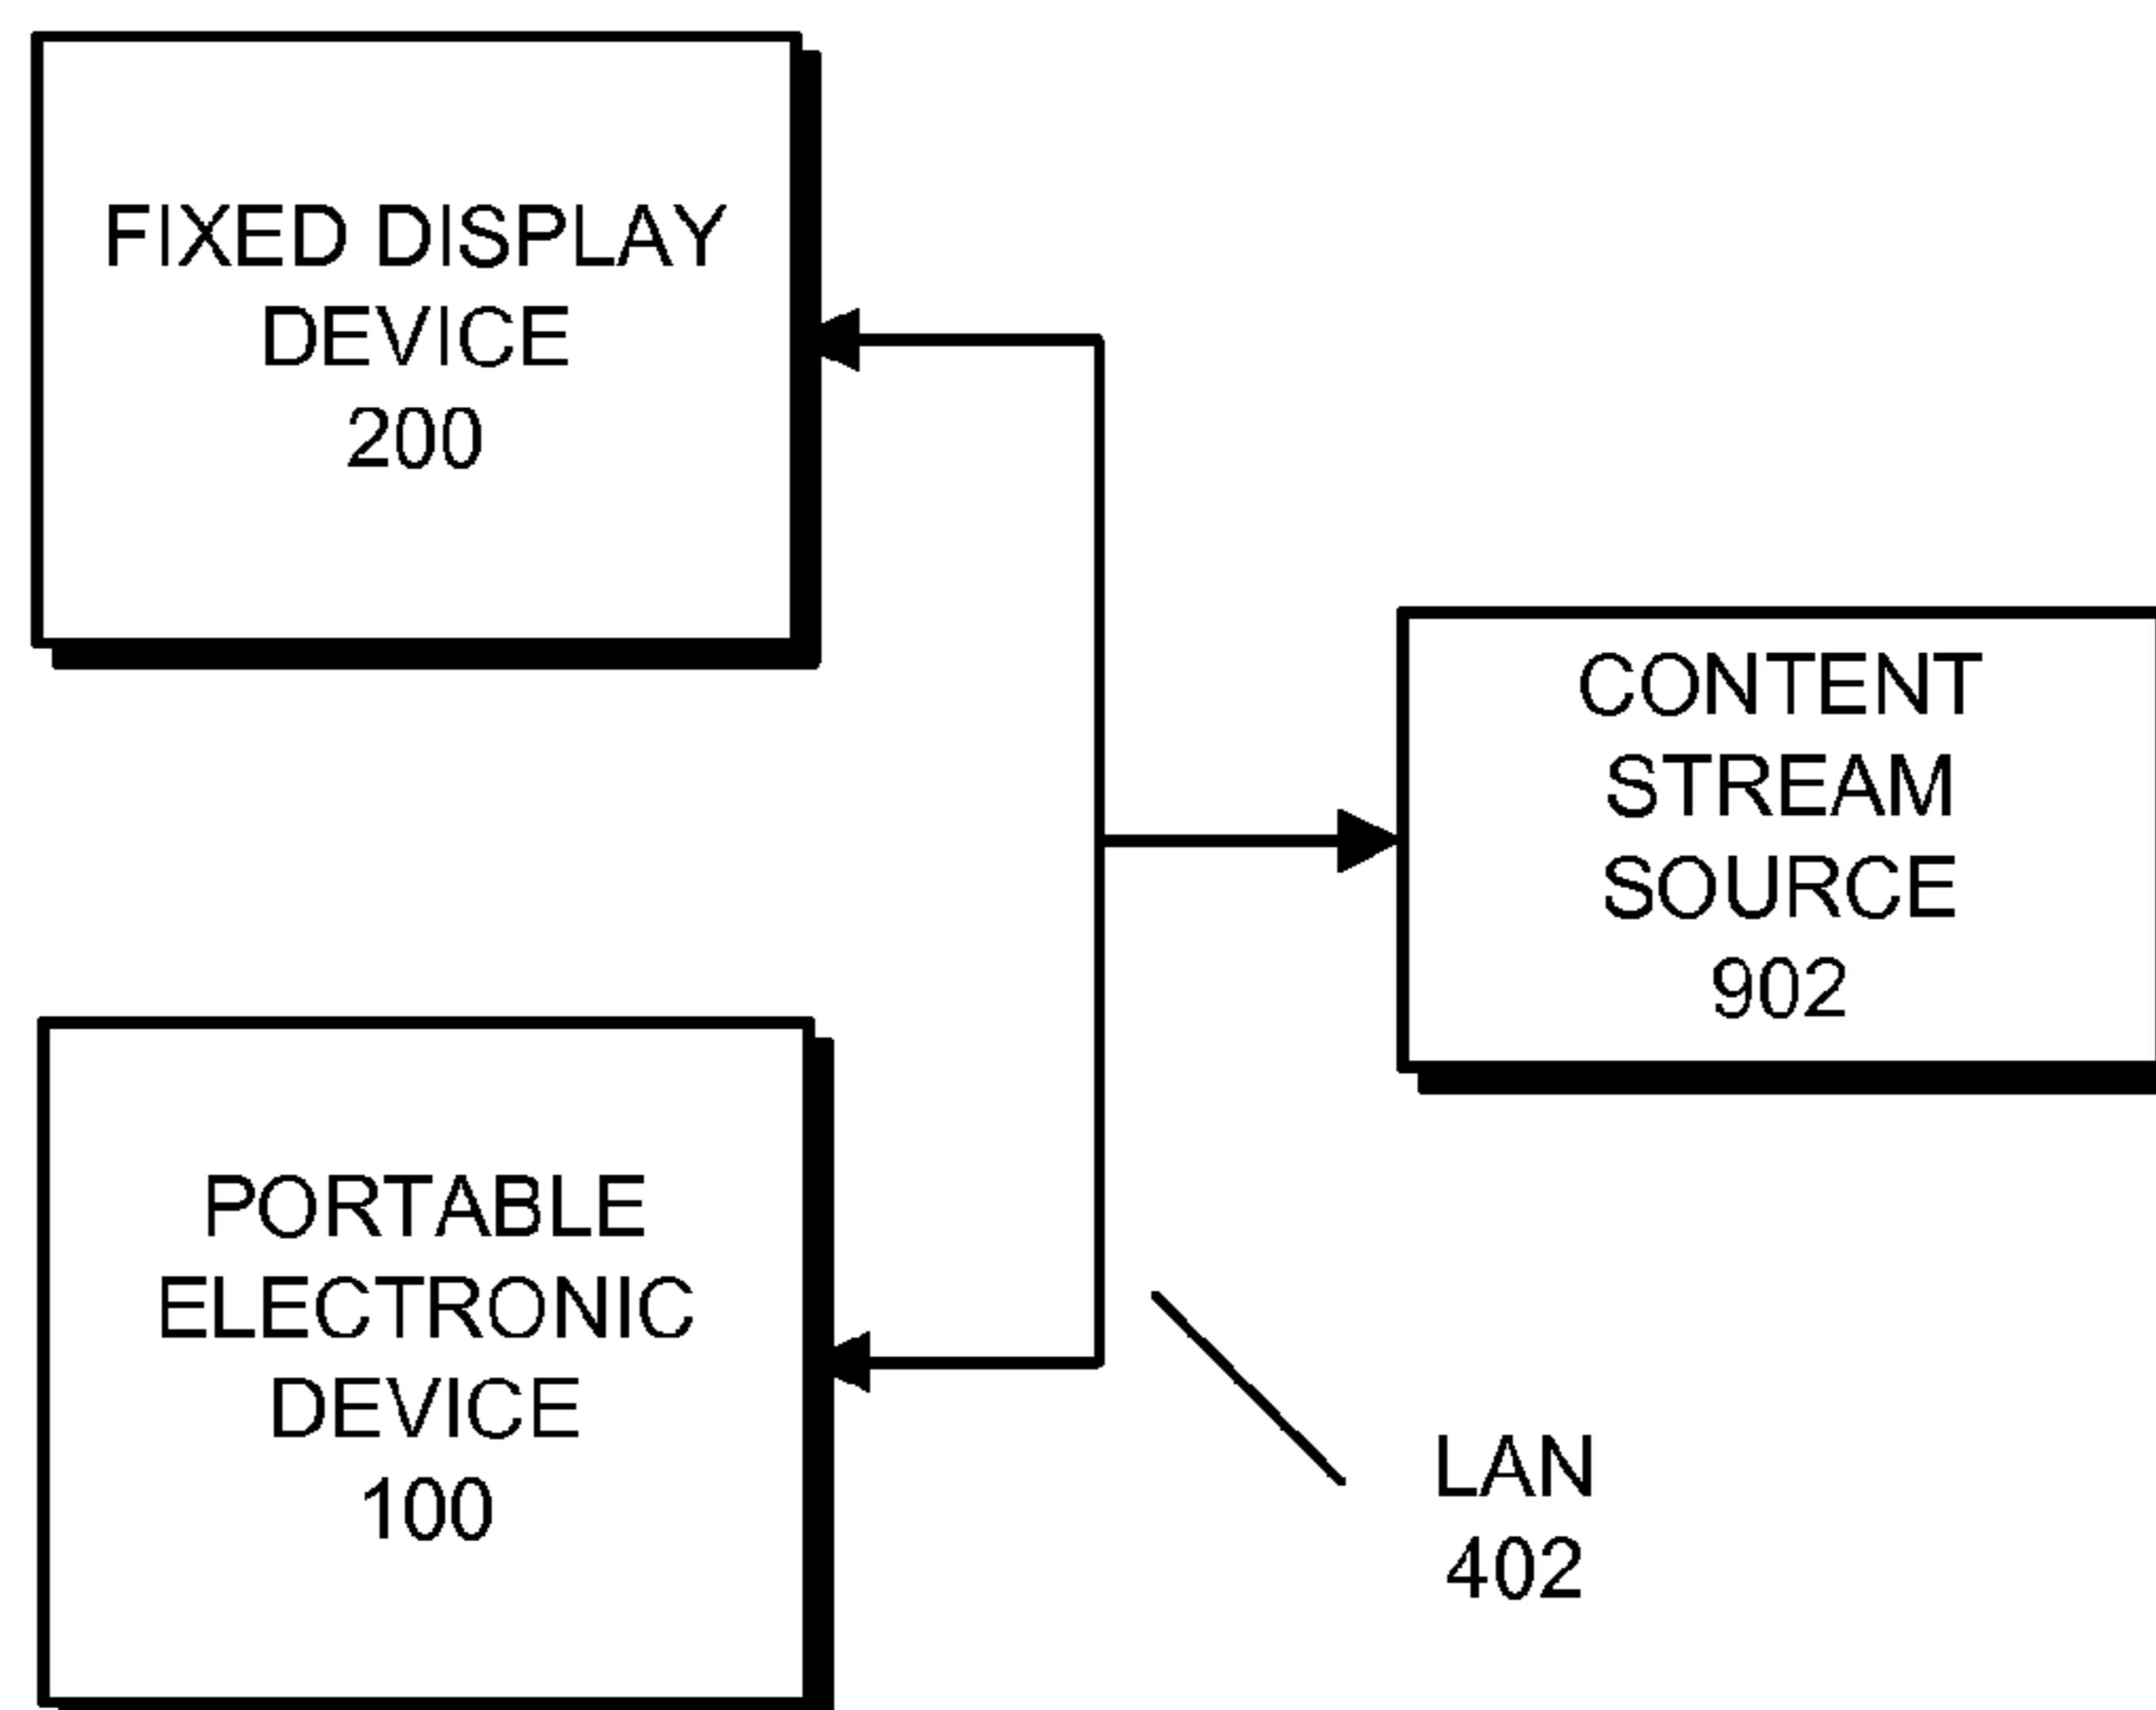 FIXED DISPLAY
DEVICE
200
CONTENT
STREAM
SOURCE
902
PORTABLE
ELECTRONIC
DEVICE
100
LAN
402